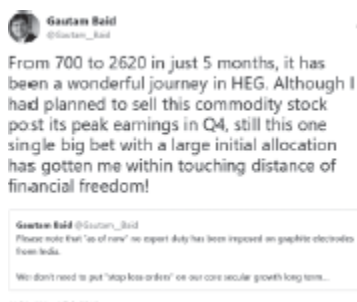 Gautam Baid
@Gautam__Baid
From 700 to 2620 in just 5 months, it has
been a wonderful journey in HEG. Although I
had planned to sell this commodity stock
post its peak earnings in Q4, still this one
single big bet with a large initial allocation
has gotten me within touching distance of
financial freedom!
Gautam Baid @Gautam__Baid
Please note that "as of now" no export duty has been imposed on graphite electrodes
from India.
We don't need to put "stop loss orders" on our core secular growth long term...